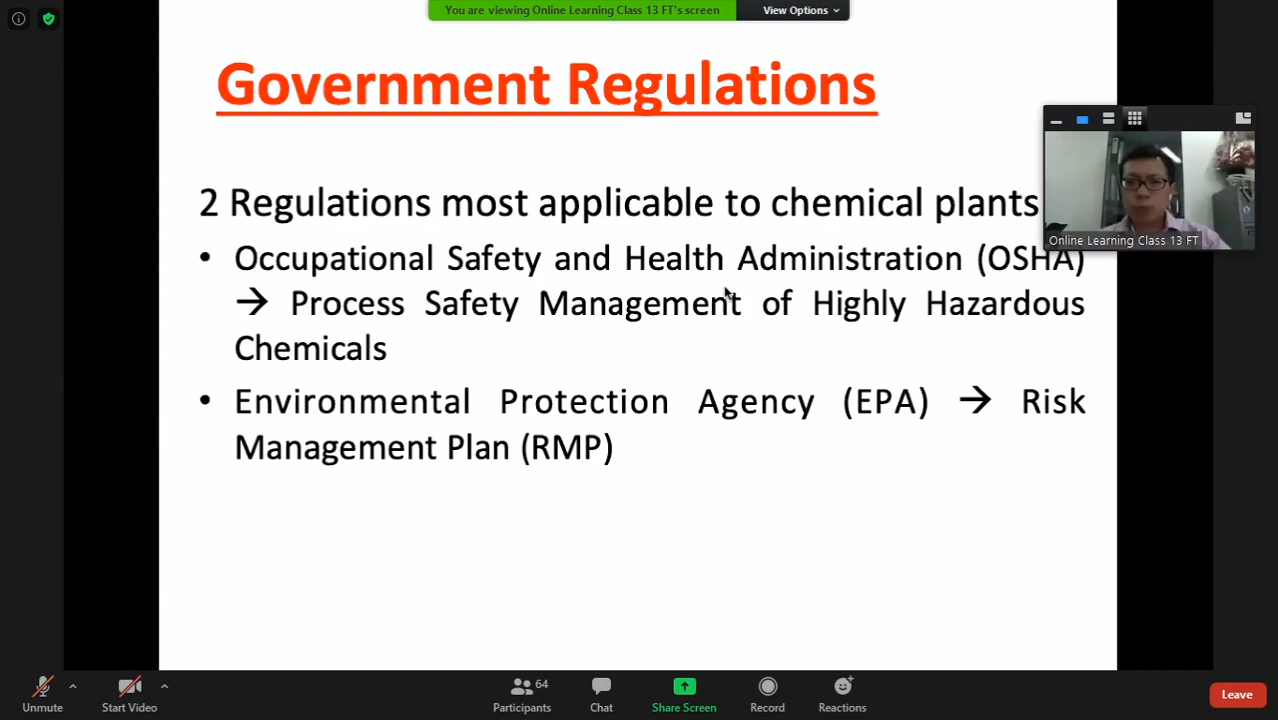 You are viewing Online Learning Class 13 FT's screen
View Options
Government Regulations
2 Regulations most applicable to chemical plants
• Occupational Safety and Health Administration (OSHA)
→ Process Safety Management of Highly Hazardous
Chemicals
• Environmental Protection Agency (EPA) → Risk
Management Plan (RMP)
Online Learning Class 13 FT
Unmute
Start Video
Participants
64
Chat
Share Screen
Record
Reactions
Leave